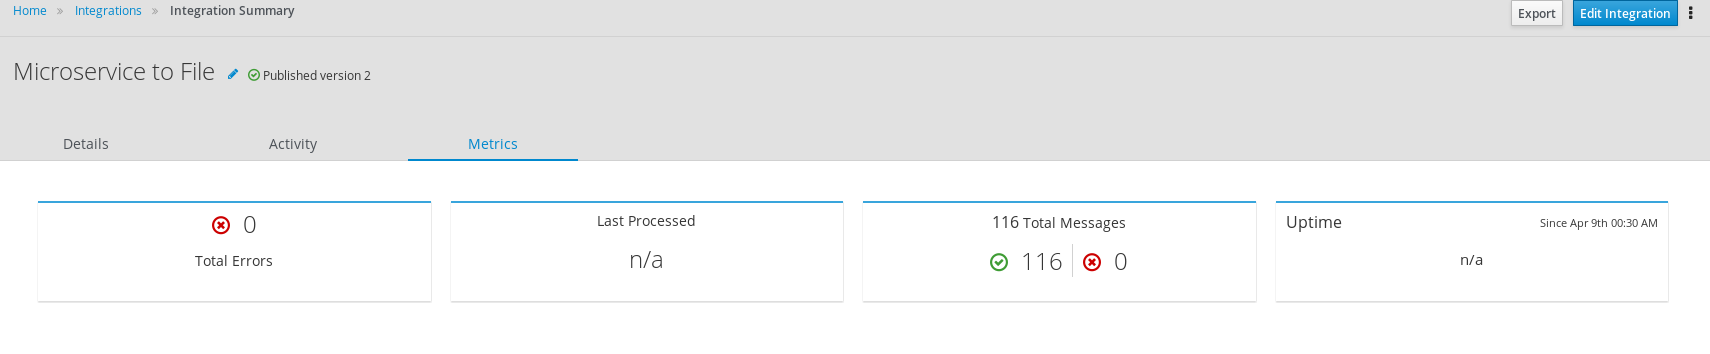 Home » Integrations » Integration Summary
Export Edit Integration
Microservice to File Published version 2
Details Activity Metrics
0
Total Errors
Last Processed
n/a
116 Total Messages
116 0
Uptime Since Apr 9th 00:30 AM
n/a